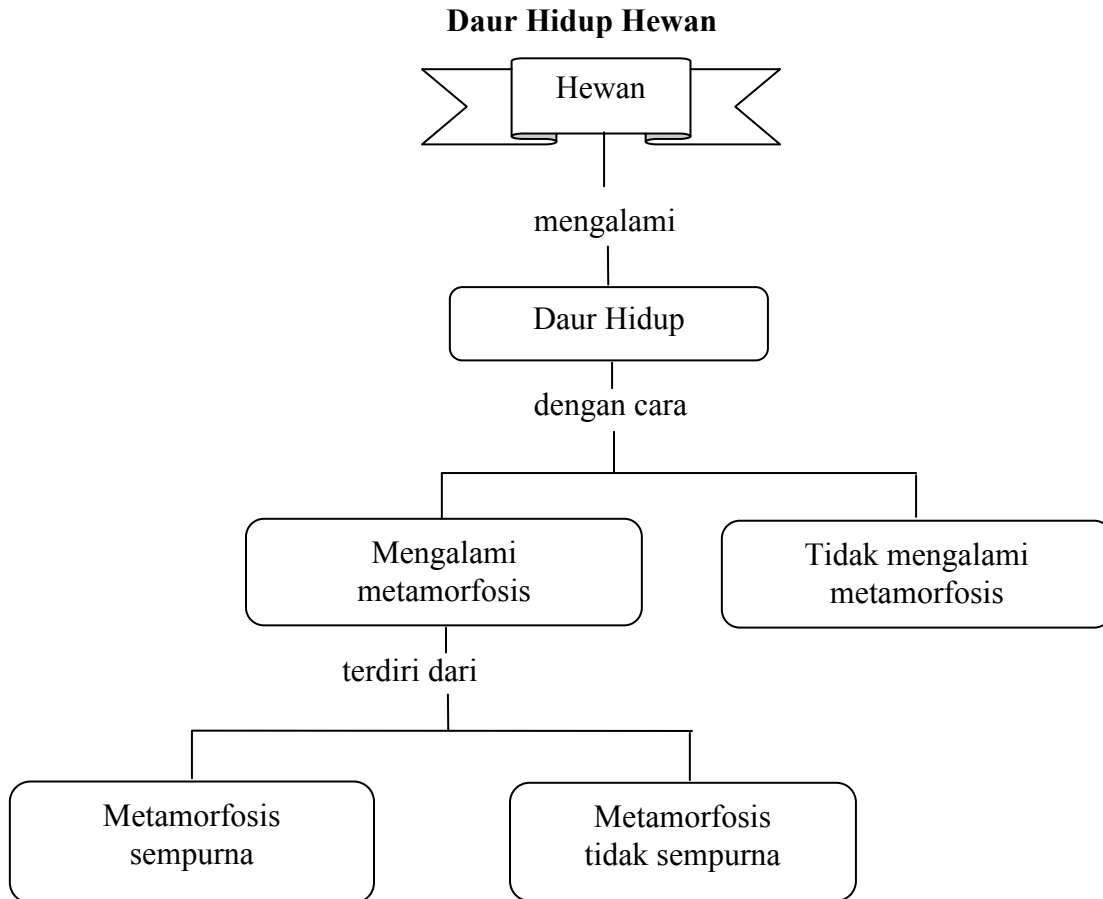 Daur Hidup Hewan
Hewan
mengalami
Daur Hidup
dengan cara
Mengalami
metamorfosis
Tidak mengalami
metamorfosis
terdiri dari
Metamorfosis
sempurna
Metamorfosis
tidak sempurna